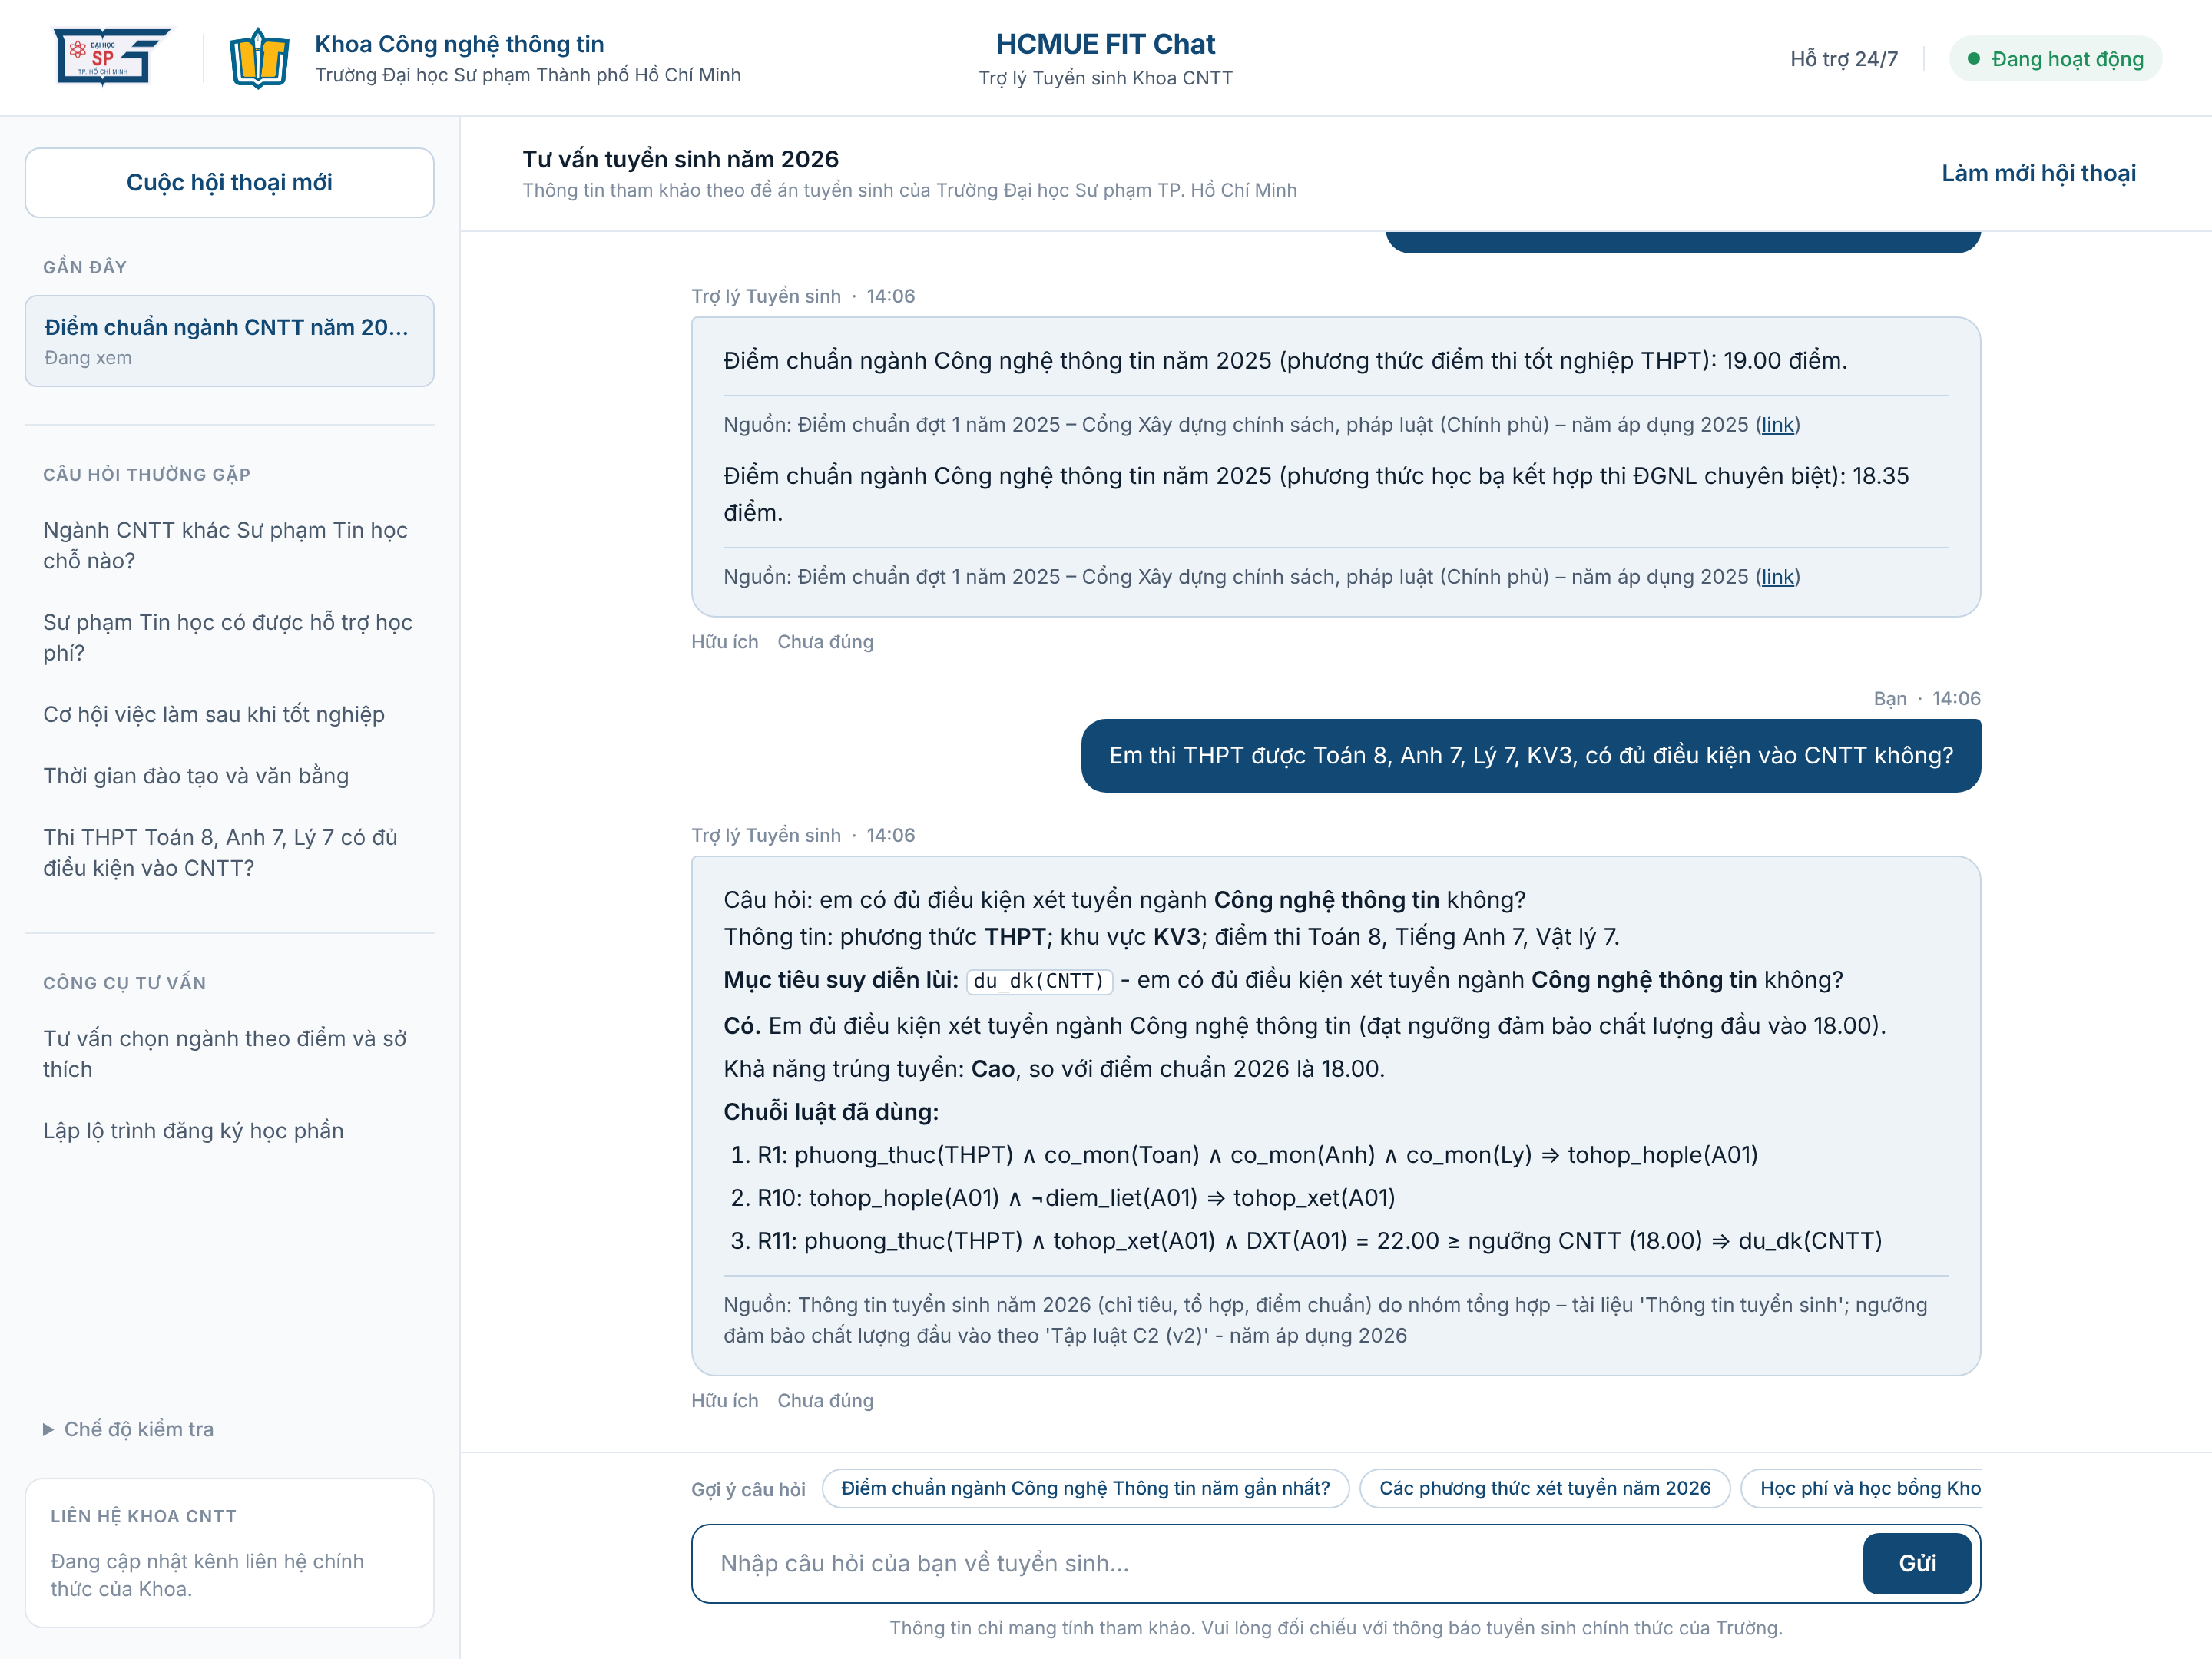 ĐẠI HỌC
SP
TP. HỒ CHÍ MINH
Khoa Công nghệ thông tin
Trường Đại học Sư phạm Thành phố Hồ Chí Minh
HCMUE FIT Chat
Trợ lý Tuyển sinh Khoa CNTT
Hỗ trợ 24/7
Đang hoạt động
Cuộc hội thoại mới
GẦN ĐÂY
Điểm chuẩn ngành CNTT năm 20...
Đang xem
CÂU HỎI THƯỜNG GẶP
Ngành CNTT khác Sư phạm Tin học
chỗ nào?
Sư phạm Tin học có được hỗ trợ học
phí?
Cơ hội việc làm sau khi tốt nghiệp
Thời gian đào tạo và văn bằng
Thi THPT Toán 8, Anh 7, Lý 7 có đủ
điều kiện vào CNTT?
CÔNG CỤ TƯ VẤN
Tư vấn chọn ngành theo điểm và sở
thích
Lập lộ trình đăng ký học phần
Chế độ kiểm tra
LIÊN HỆ KHOA CNTT
Đang cập nhật kênh liên hệ chính
thức của Khoa.
Tư vấn tuyển sinh năm 2026
Thông tin tham khảo theo đề án tuyển sinh của Trường Đại học Sư phạm TP. Hồ Chí Minh
Làm mới hội thoại
Trợ lý Tuyển sinh · 14:06
Điểm chuẩn ngành Công nghệ thông tin năm 2025 (phương thức điểm thi tốt nghiệp THPT): 19.00 điểm.
Nguồn: Điểm chuẩn đợt 1 năm 2025 – Cổng Xây dựng chính sách, pháp luật (Chính phủ) – năm áp dụng 2025 (link)
Điểm chuẩn ngành Công nghệ thông tin năm 2025 (phương thức học bạ kết hợp thi ĐGNL chuyên biệt): 18.35
điểm.
Nguồn: Điểm chuẩn đợt 1 năm 2025 – Cổng Xây dựng chính sách, pháp luật (Chính phủ) – năm áp dụng 2025 (link)
Hữu ích Chưa đúng
Bạn · 14:06
Em thi THPT được Toán 8, Anh 7, Lý 7, KV3, có đủ điều kiện vào CNTT không?
Trợ lý Tuyển sinh · 14:06
Câu hỏi: em có đủ điều kiện xét tuyển ngành Công nghệ thông tin không?
Thông tin: phương thức THPT; khu vực KV3; điểm thi Toán 8, Tiếng Anh 7, Vật lý 7.
Mục tiêu suy diễn lùi: du_dk(CNTT) - em có đủ điều kiện xét tuyển ngành Công nghệ thông tin không?
Có. Em đủ điều kiện xét tuyển ngành Công nghệ thông tin (đạt ngưỡng đảm bảo chất lượng đầu vào 18.00).
Khả năng trúng tuyển: Cao, so với điểm chuẩn 2026 là 18.00.
Chuỗi luật đã dùng:
1. R1: phuong_thuc(THPT) ∧ co_mon(Toan) ∧ co_mon(Anh) ∧ co_mon(Ly) ⇒ tohop_hople(A01)
2. R10: tohop_hople(A01) ∧ ¬diem_liet(A01) ⇒ tohop_xet(A01)
3. R11: phuong_thuc(THPT) ∧ tohop_xet(A01) ∧ DXT(A01) = 22.00 ≥ ngưỡng CNTT (18.00) ⇒ du_dk(CNTT)
Nguồn: Thông tin tuyển sinh năm 2026 (chỉ tiêu, tổ hợp, điểm chuẩn) do nhóm tổng hợp – tài liệu 'Thông tin tuyển sinh'; ngưỡng
đảm bảo chất lượng đầu vào theo 'Tập luật C2 (v2)' - năm áp dụng 2026
Hữu ích Chưa đúng
Gợi ý câu hỏi
Điểm chuẩn ngành Công nghệ Thông tin năm gần nhất?
Các phương thức xét tuyển năm 2026
Học phí và học bổng Kho
Nhập câu hỏi của bạn về tuyển sinh...
Gửi
Thông tin chỉ mang tính tham khảo. Vui lòng đối chiếu với thông báo tuyển sinh chính thức của Trường.